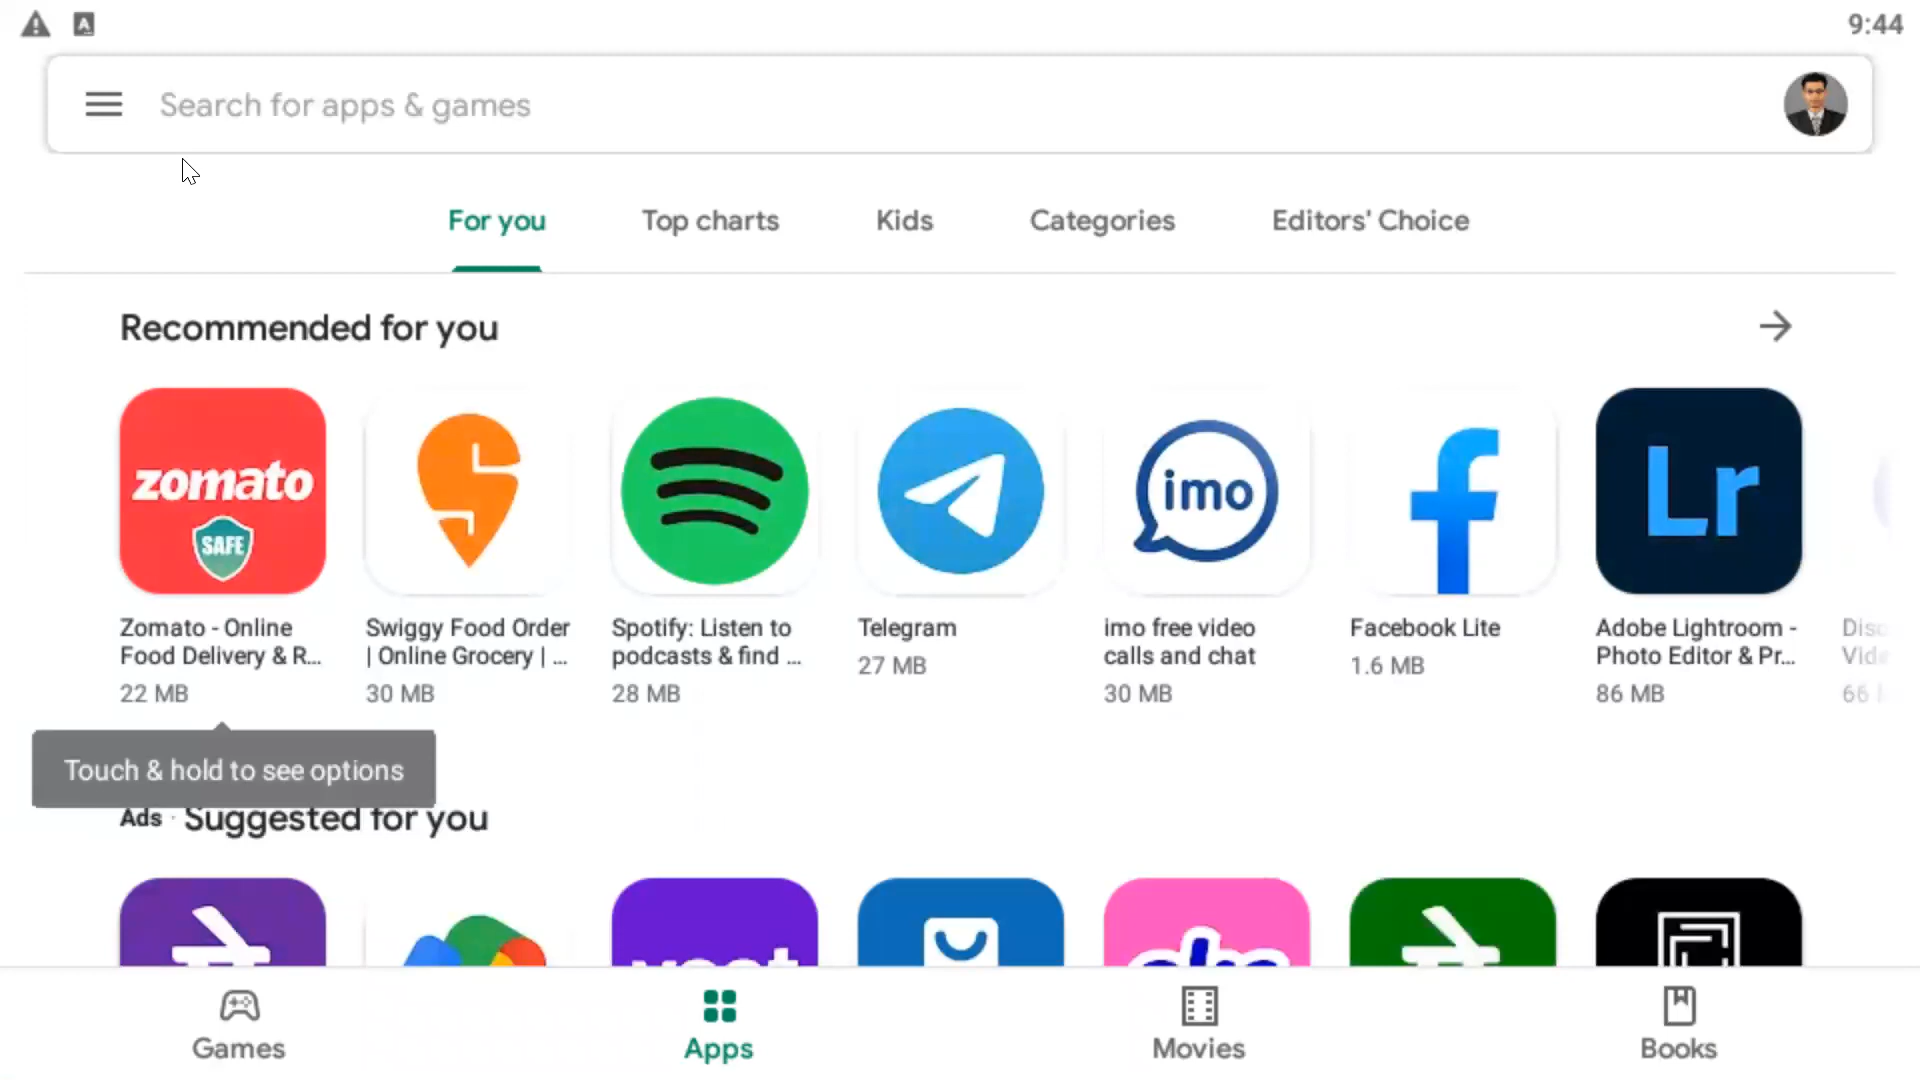 9:44
Search for apps & games
For you Top charts Kids Categories Editors' Choice
Recommended for you
zomato
SAFE
imo
Lr
Zomato - Online
Food Delivery & R...
22 MB
Swiggy Food Order
| Online Grocery | ...
30 MB
Spotify: Listen to
podcasts & find ...
28 MB
Telegram
27 MB
imo free video
calls and chat
30 MB
Facebook Lite
1.6 MB
Adobe Lightroom -
Photo Editor & Pr...
86 MB
66
Touch & hold to see options
Ads · Suggested for you
Games
Apps
Movies
Books